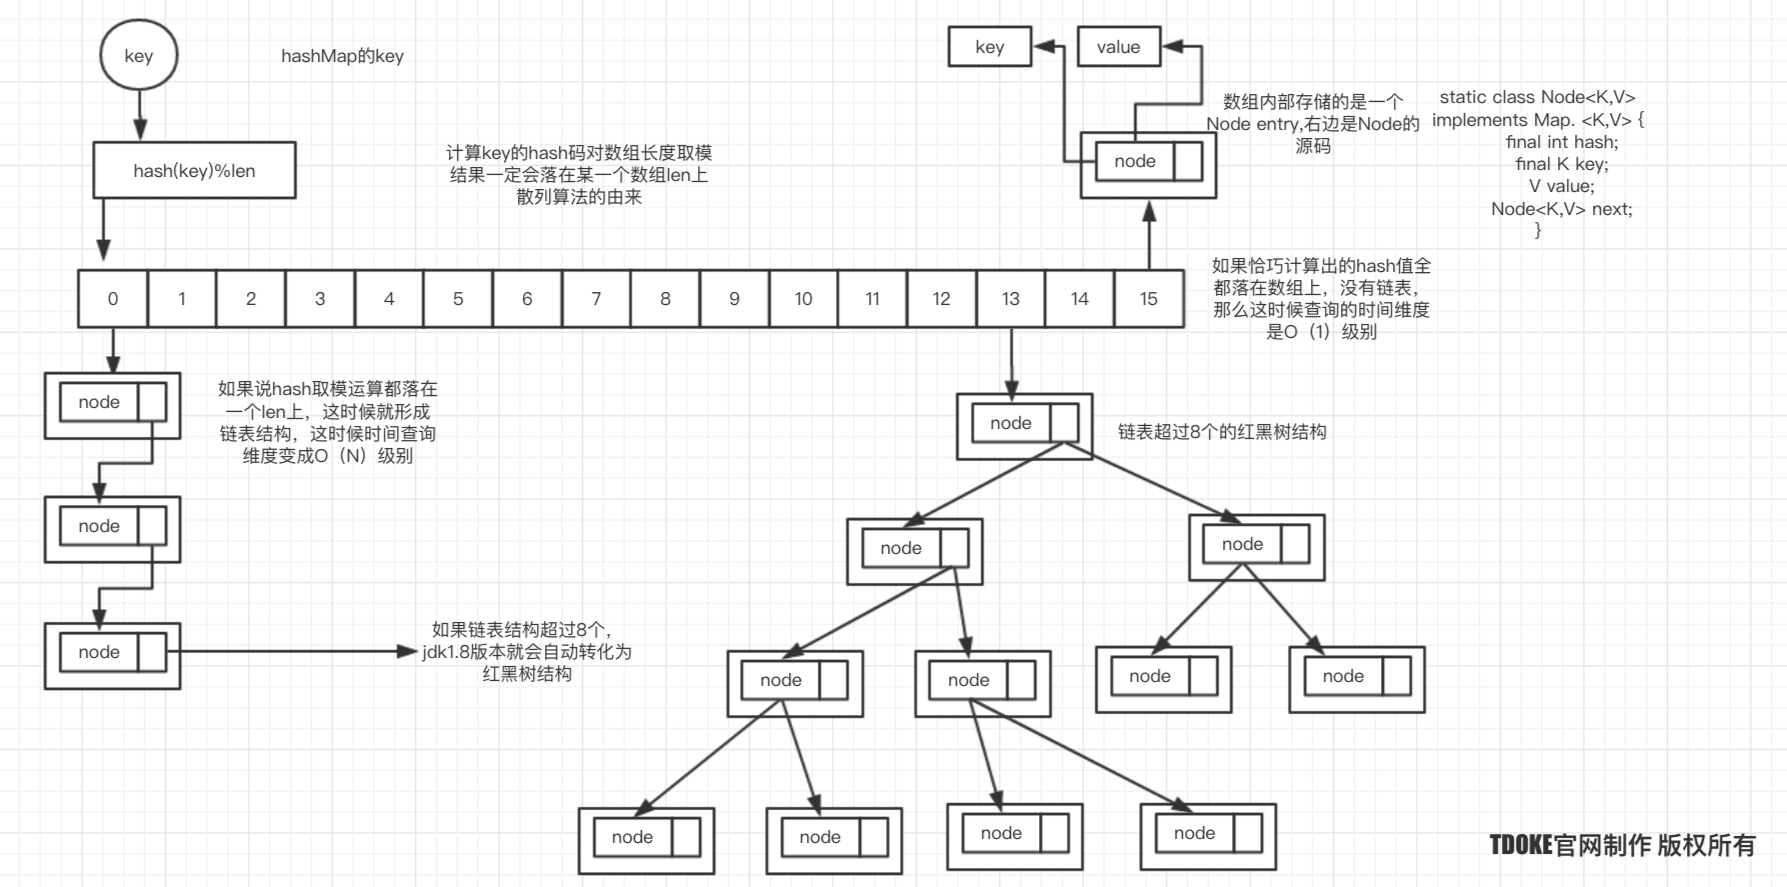 key
hashMap的key
hash(key)%len
计算key的hash码对数组长度取模
结果一定会落在某一个数组len上
散列算法的由来
key
value
node
数组内部存储的是一个
Node entry,右边是Node的
源码
static class Node<K,V>
implements Map. <K,V> {
final int hash;
final K key;
V value;
Node<K,V> next;
}
0
1
2
3
4
5
6
7
8
9
10
11
12
13
14
15
如果恰巧计算出的hash值全
都落在数组上，没有链表，
那么这时候查询的时间维度
是O（1）级别
node
如果说hash取模运算都落在
一个len上，这时候就形成
链表结构，这时候时间查询
维度变成O（N）级别
node
node
如果链表结构超过8个，
jdk1.8版本就会自动转化为
红黑树结构
node
链表超过8个的红黑树结构
node
node
node
node
node
node
node
node
node
node
TDOKE官网制作 版权所有